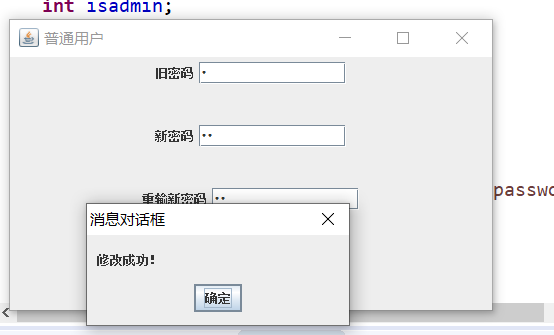 int isadmin;
普通用户
旧密码
新密码
重输新密码
passwo
消息对话框
修改成功!
确定